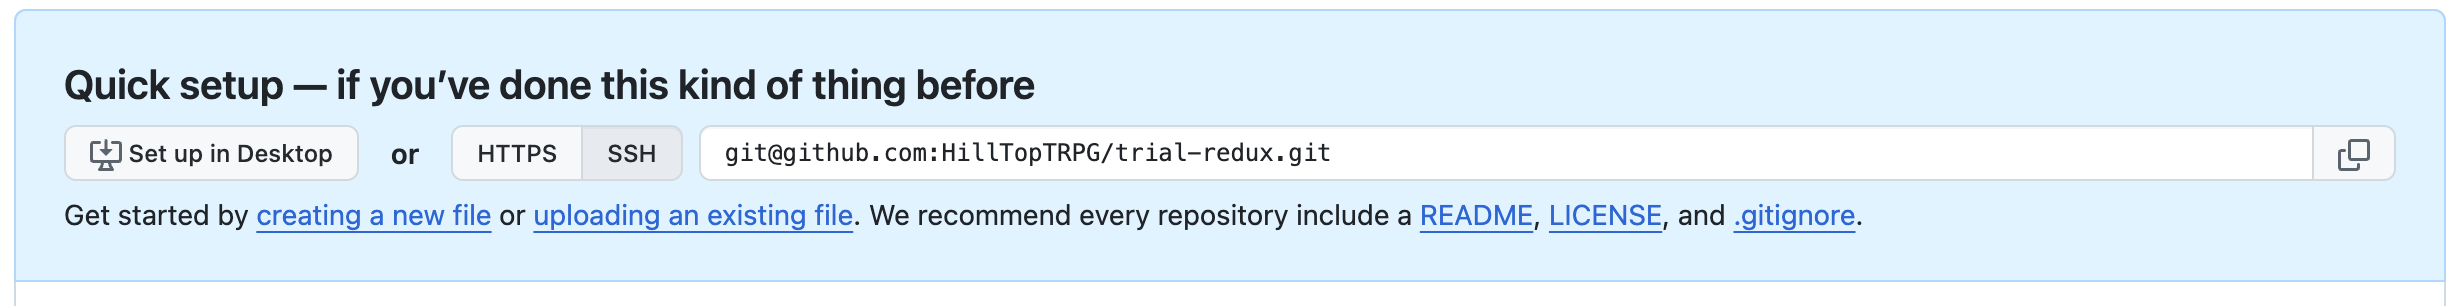 Quick setup — if you’ve done this kind of thing before
Set up in Desktop or HTTPS SSH git@github.com:HillTopTRPG/trial-redux.git
Get started by creating a new file or uploading an existing file. We recommend every repository include a README, LICENSE, and .gitignore.